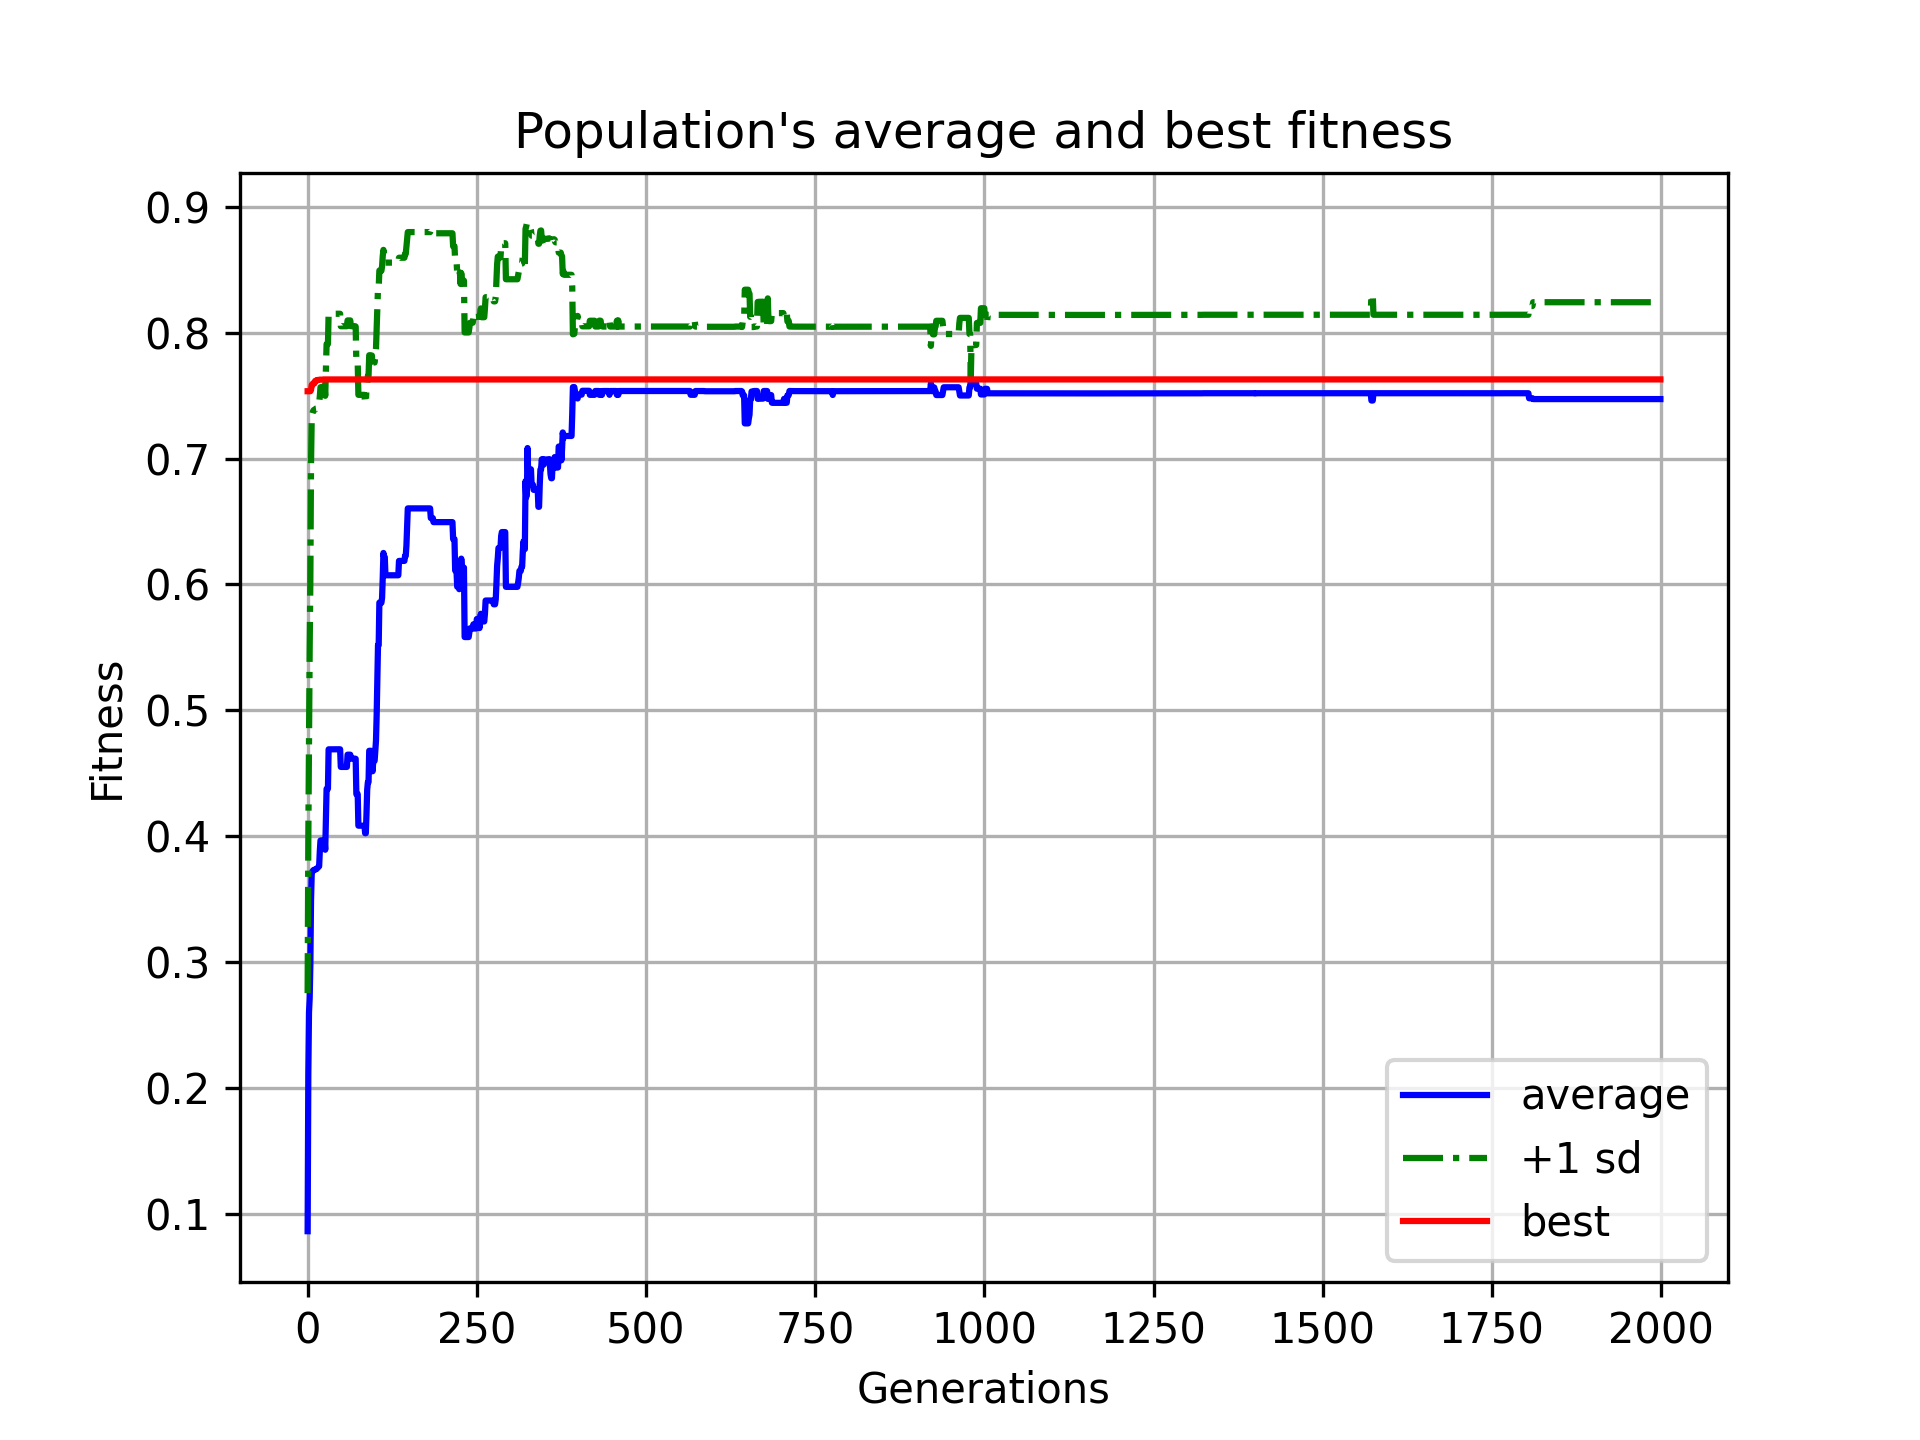 Population's average and best fitness
Fitness
0.9
0.8
0.7
0.6
0.5
0.4
0.3
0.2
0.1
average
+1 sd
best
0 250 500 750 1000 1250 1500 1750 2000
Generations